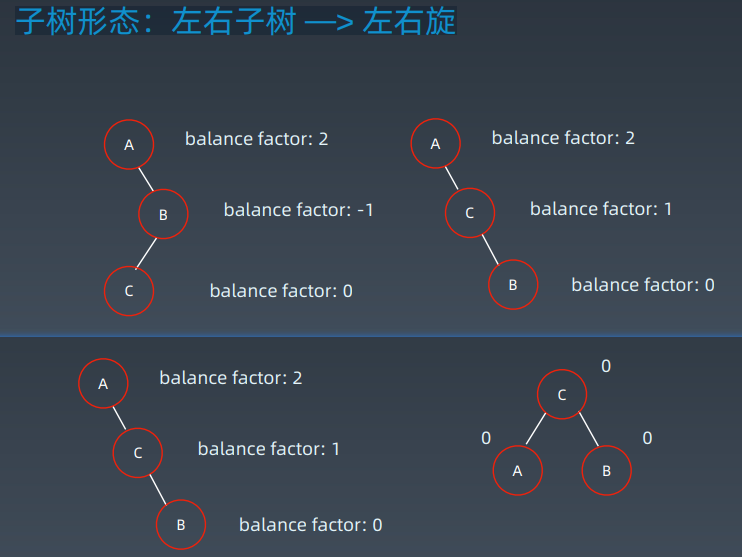 子树形态：左右子树 —> 左右旋
A balance factor: 2
B balance factor: -1
C balance factor: 0
A balance factor: 2
C balance factor: 1
B balance factor: 0
A balance factor: 2
C balance factor: 1
B balance factor: 0
C 0
0 A
B 0